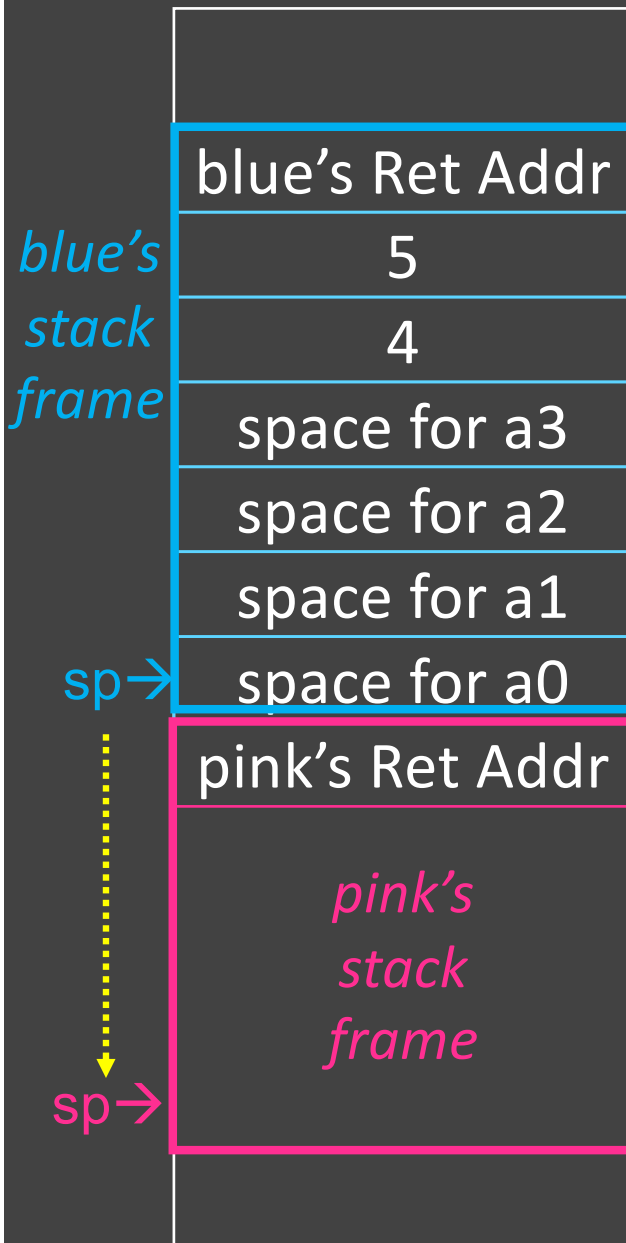 blue's Ret Addr
blue's
stack
frame
5
4
space for a3
space for a2
space for a1
sp→
space for a0
pink's Ret Addr
pink's
stack
frame
sp→